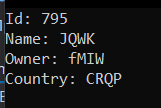 Id: 795
Name: JQWK
Owner: fMIW
Country: CRQP